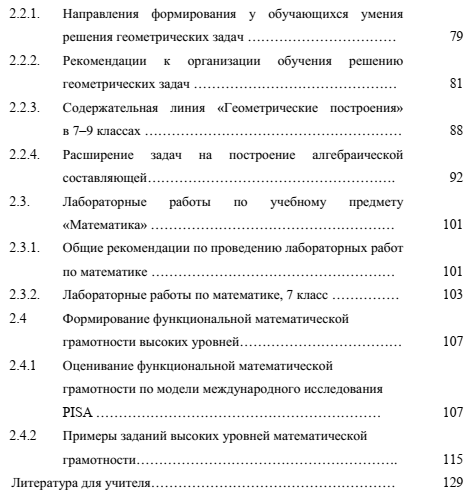 2.2.1. Направления формирования у обучающихся умения
решения геометрических задач …………………………… 79
2.2.2. Рекомендации к организации обучения решению
геометрических задач …………………………………… 81
2.2.3. Содержательная линия «Геометрические построения»
в 7–9 классах …………………………………………… 88
2.2.4. Расширение задач на построение алгебраической
составляющей…………………………………………. 92
2.3. Лабораторные работы по учебному предмету
«Математика» …………………………………………… 101
2.3.1. Общие рекомендации по проведению лабораторных работ
по математике …………………………………………… 101
2.3.2. Лабораторные работы по математике, 7 класс …………… 103
2.4 Формирование функциональной математической
грамотности высоких уровней…………………………… 107
2.4.1 Оценивание функциональной математической
грамотности по модели международного исследования
PISA ………………………………………………… 107
2.4.2 Примеры заданий высоких уровней математической
грамотности…………………………………………….. 115
Литература для учителя…………………………………………… 129